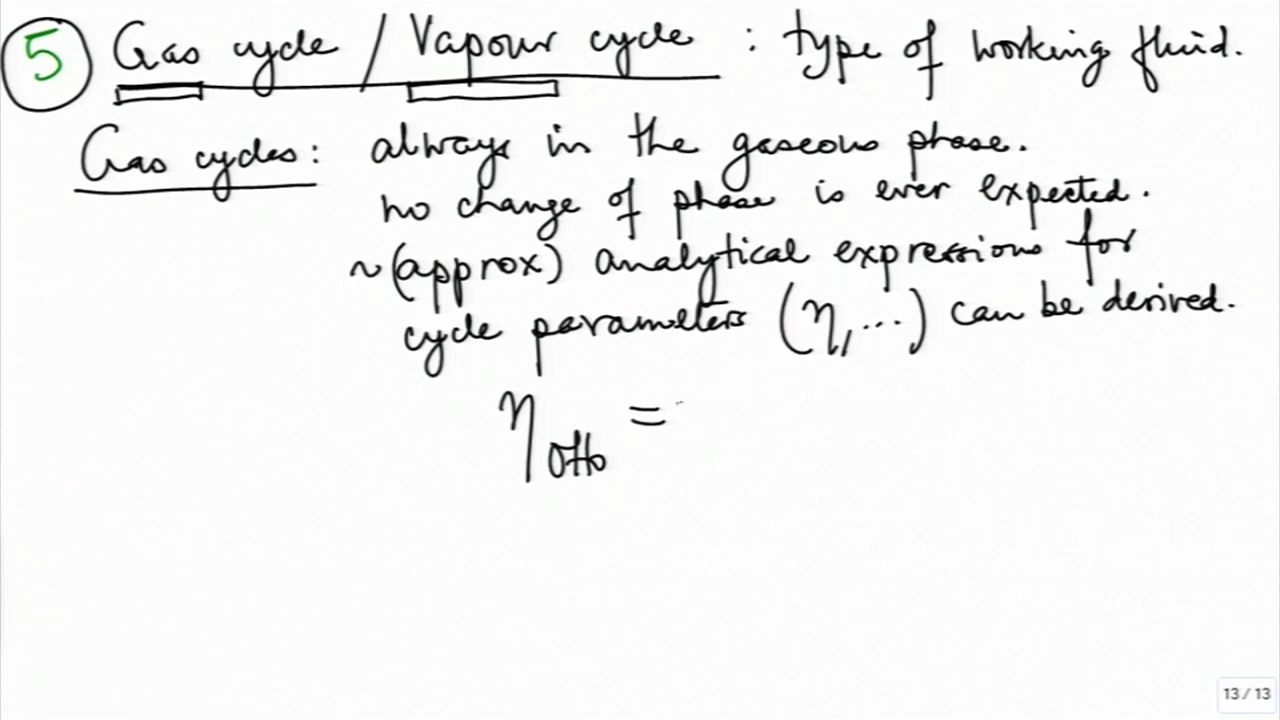 5 Gas cycle / Vapour cycle : type of working fluid.
Gas cycles: always in the gaseous phase.
no change of phase is ever expected.
~(approx) analytical expressions for
cycle parameters (η,...) can be derived.
η Otto =
13/13